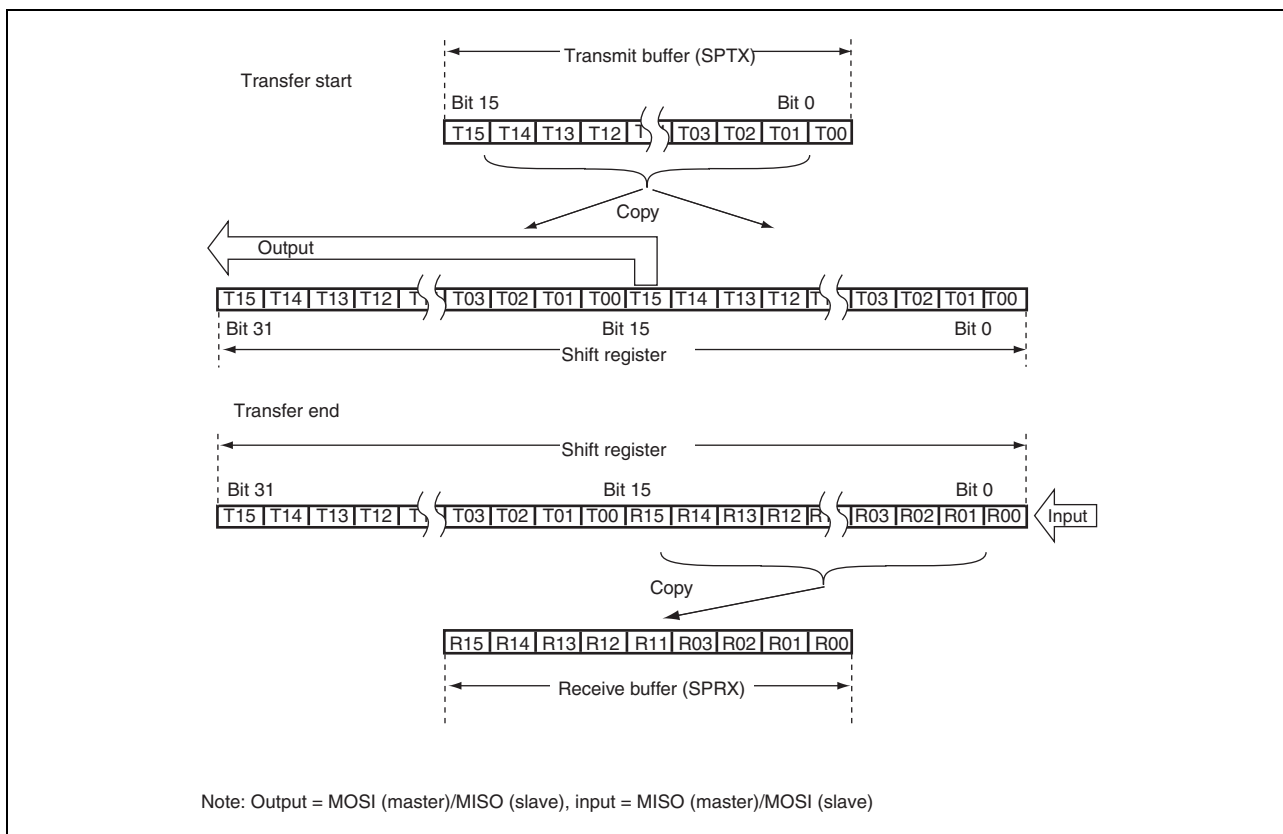 Transmit buffer (SPTX)
Transfer start
Bit 15 Bit 0
T15 T14 T13 T12 T03 T02 T01 T00
Copy
Output
T15 T14 T13 T12 T03 T02 T01 T00 T15 T14 T13 T12 T03 T02 T01 T00
Bit 31 Bit 15 Bit 0
Shift register
Transfer end
Shift register
Bit 31 Bit 15 Bit 0
T15 T14 T13 T12 T03 T02 T01 T00 R15 R14 R13 R12 R03 R02 R01 R00 Input
Copy
R15 R14 R13 R12 R11 R03 R02 R01 R00
Receive buffer (SPRX)
Note: Output = MOSI (master)/MISO (slave), input = MISO (master)/MOSI (slave)